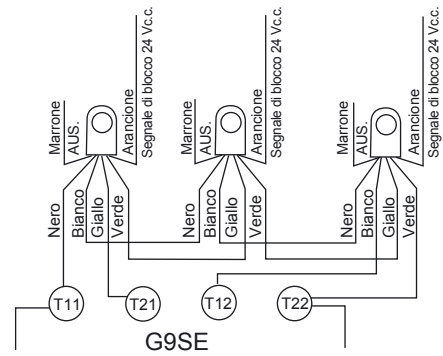 Marrone
AUS.
Arancione
Segnale di blocco 24 Vc.c.
Marrone
AUS.
Arancione
Segnale di blocco 24 Vc.c.
Marrone
AUS.
Arancione
Segnale di blocco 24 Vc.c.
Nero
Bianco
Giallo
Verde
Nero
Bianco
Giallo
Verde
Nero
Bianco
Giallo
Verde
T11
T21
T12
T22
G9SE